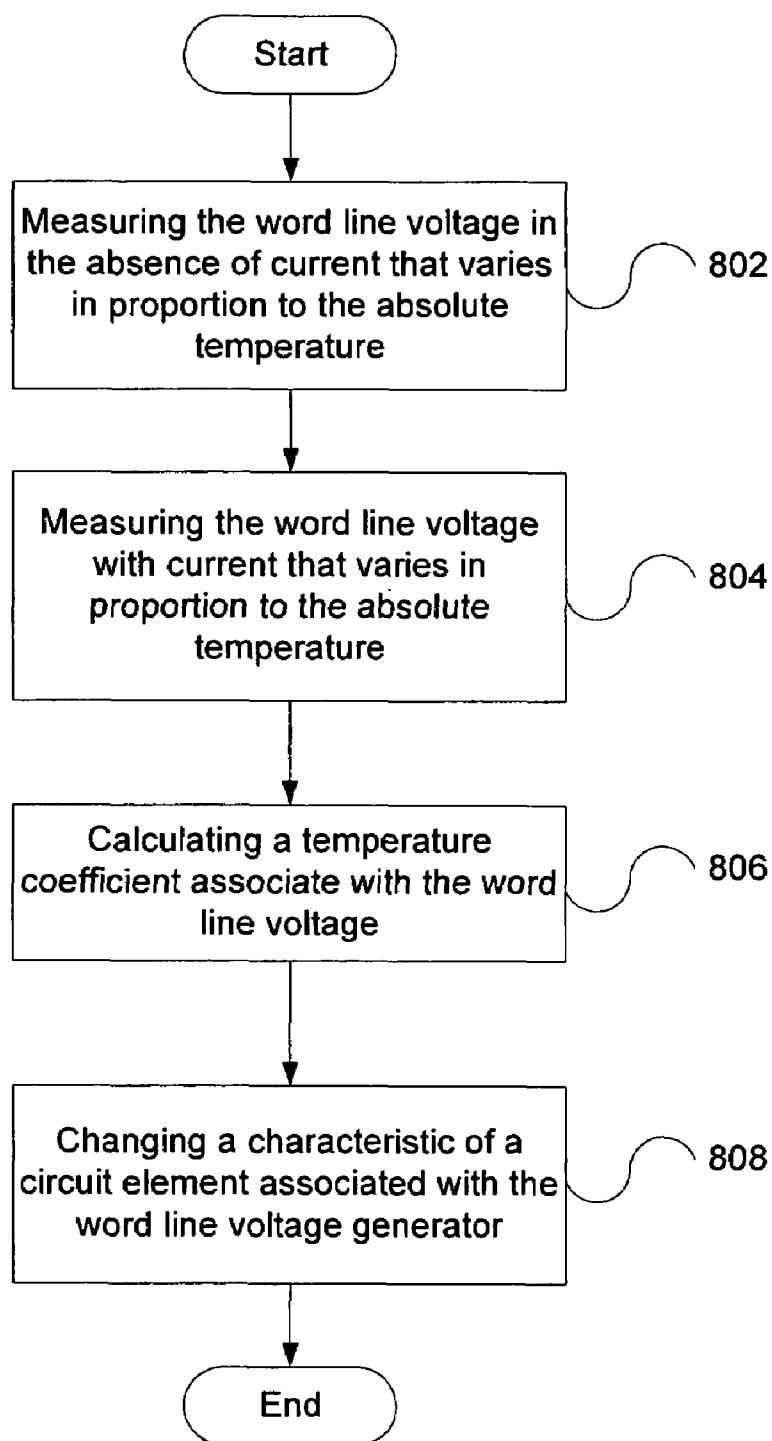 Start
Measuring the word line voltage in
the absence of current that varies
in proportion to the absolute
temperature
802
Measuring the word line voltage
with current that varies in
proportion to the absolute
temperature
804
Calculating a temperature
coefficient associate with the word
line voltage
806
Changing a characteristic of a
circuit element associated with the
word line voltage generator
808
End